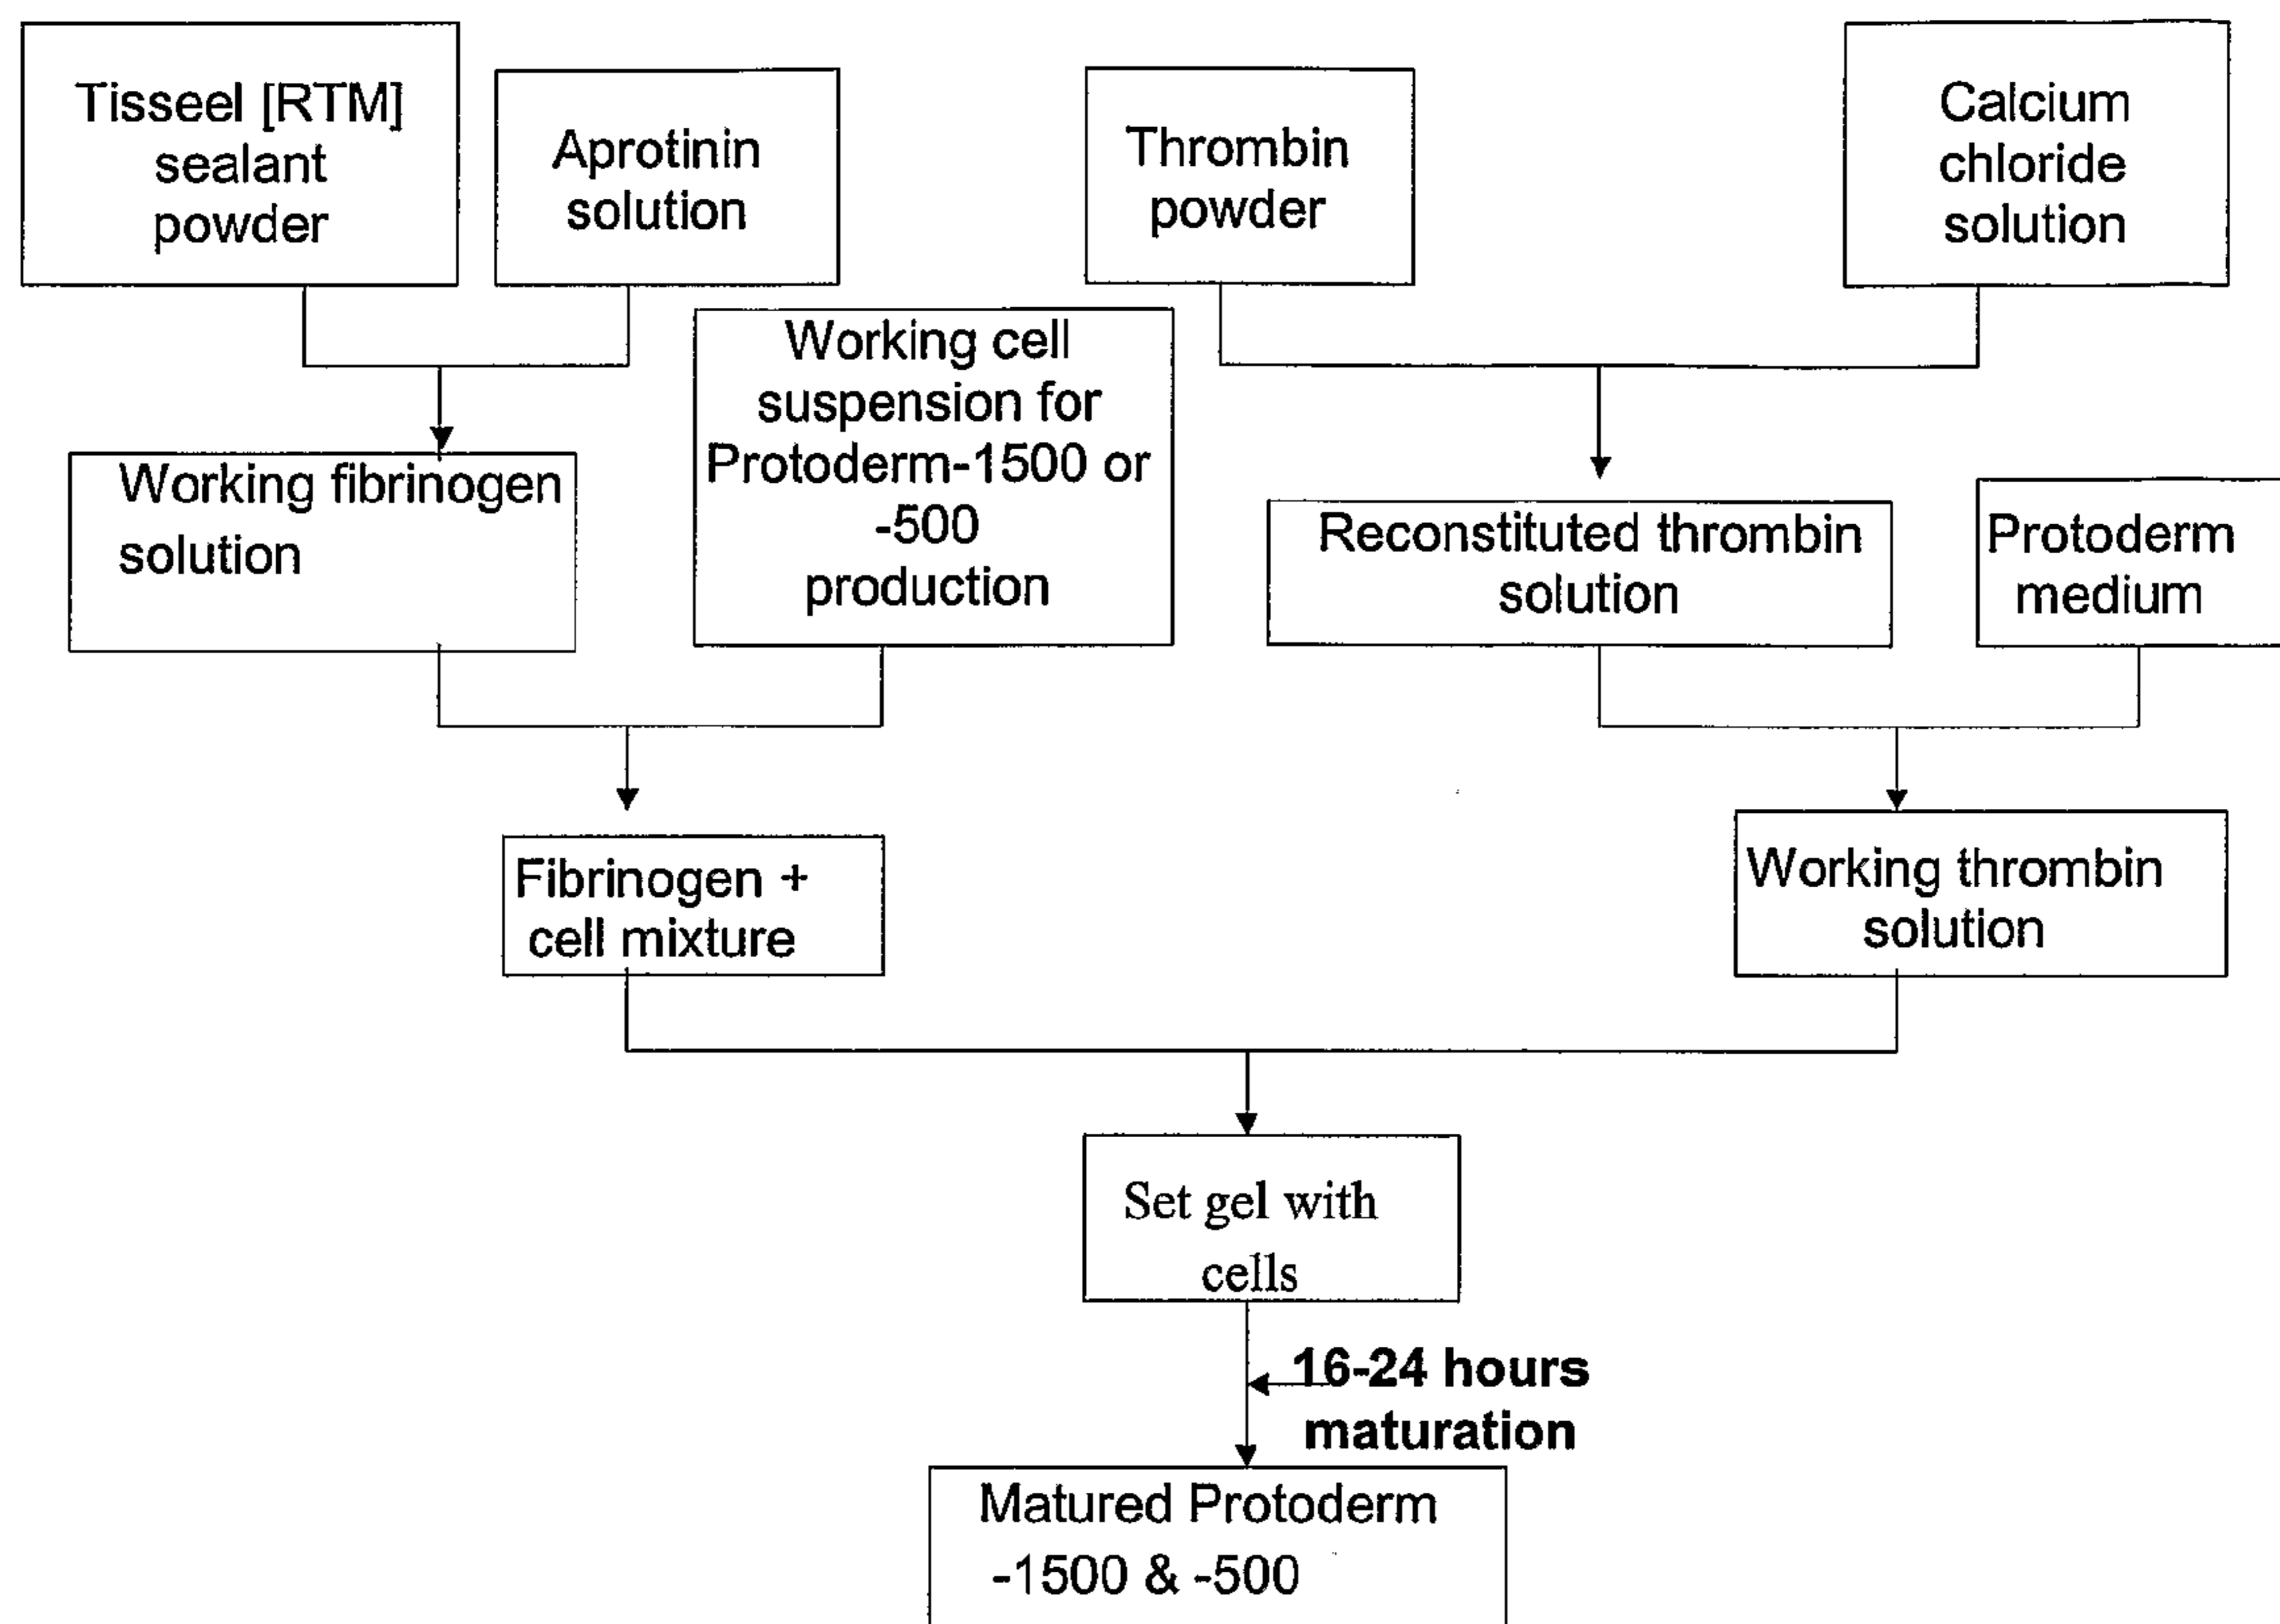 Tisseel [RTM]
sealant
powder
Aprotinin
solution
Thrombin
powder
Calcium
chloride
solution
Working cell
suspension for
Protoderm-1500 or
-500
production
Working fibrinogen
solution
Reconstituted thrombin
solution
Protoderm
medium
Fibrinogen +
cell mixture
Working thrombin
solution
Set gel with
cells
16-24 hours
maturation
Matured Protoderm
-1500 & -500